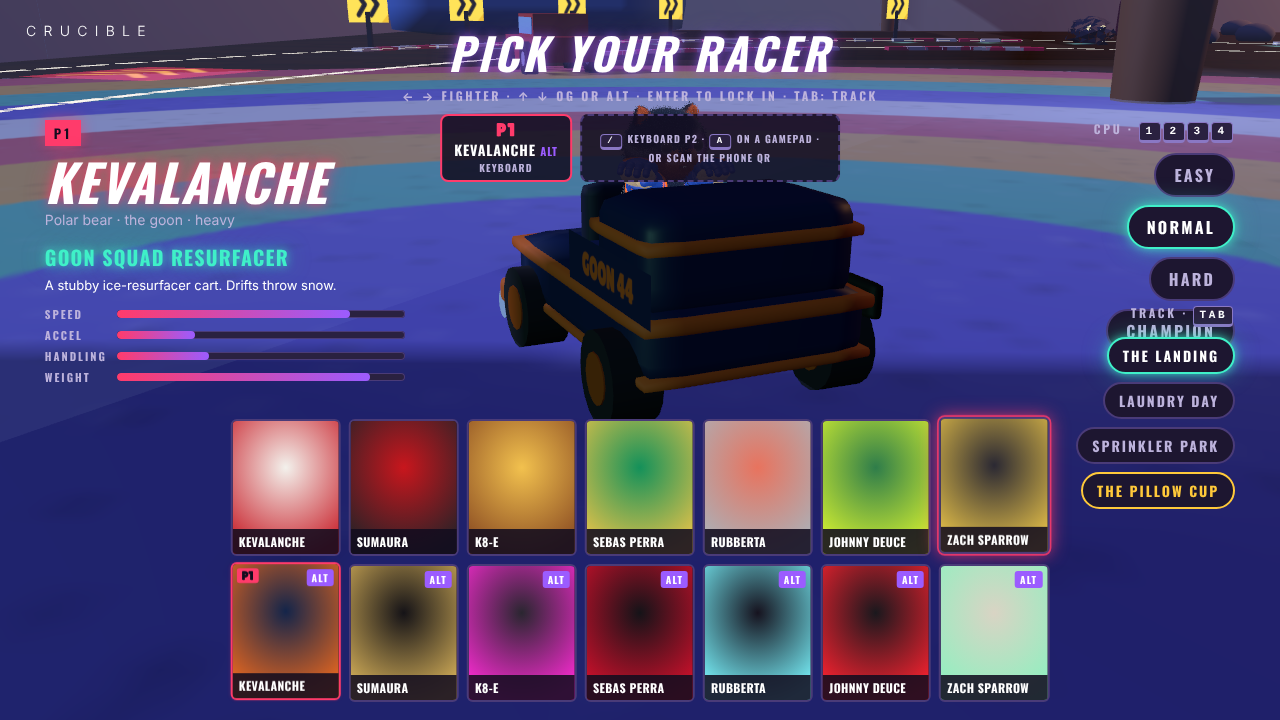 CRUCIBLE
PICK YOUR RACER
← → FIGHTER · ↑ ↓ OG OR ALT · ENTER TO LOCK IN · TAB: TRACK
P1
KEVALANCHE
Polar bear · the goon · heavy
GOON SQUAD RESURFACER
A stubby ice-resurfacer cart. Drifts throw snow.
SPEED
ACCEL
HANDLING
WEIGHT
P1
KEVALANCHE ALT
KEYBOARD
/ KEYBOARD P2 · A ON A GAMEPAD ·
OR SCAN THE PHONE QR
GOON 44
CPU · 1 2 3 4
EASY
NORMAL
HARD
TRACK · TAB
CHAMPION
THE LANDING
LAUNDRY DAY
SPRINKLER PARK
THE PILLOW CUP
KEVALANCHE
SUMAURA
K8-E
SEBAS PERRA
RUBBERTA
JOHNNY DEUCE
ZACH SPARROW
P1 ALT
KEVALANCHE
ALT
SUMAURA
ALT
K8-E
ALT
SEBAS PERRA
ALT
RUBBERTA
ALT
JOHNNY DEUCE
ALT
ZACH SPARROW